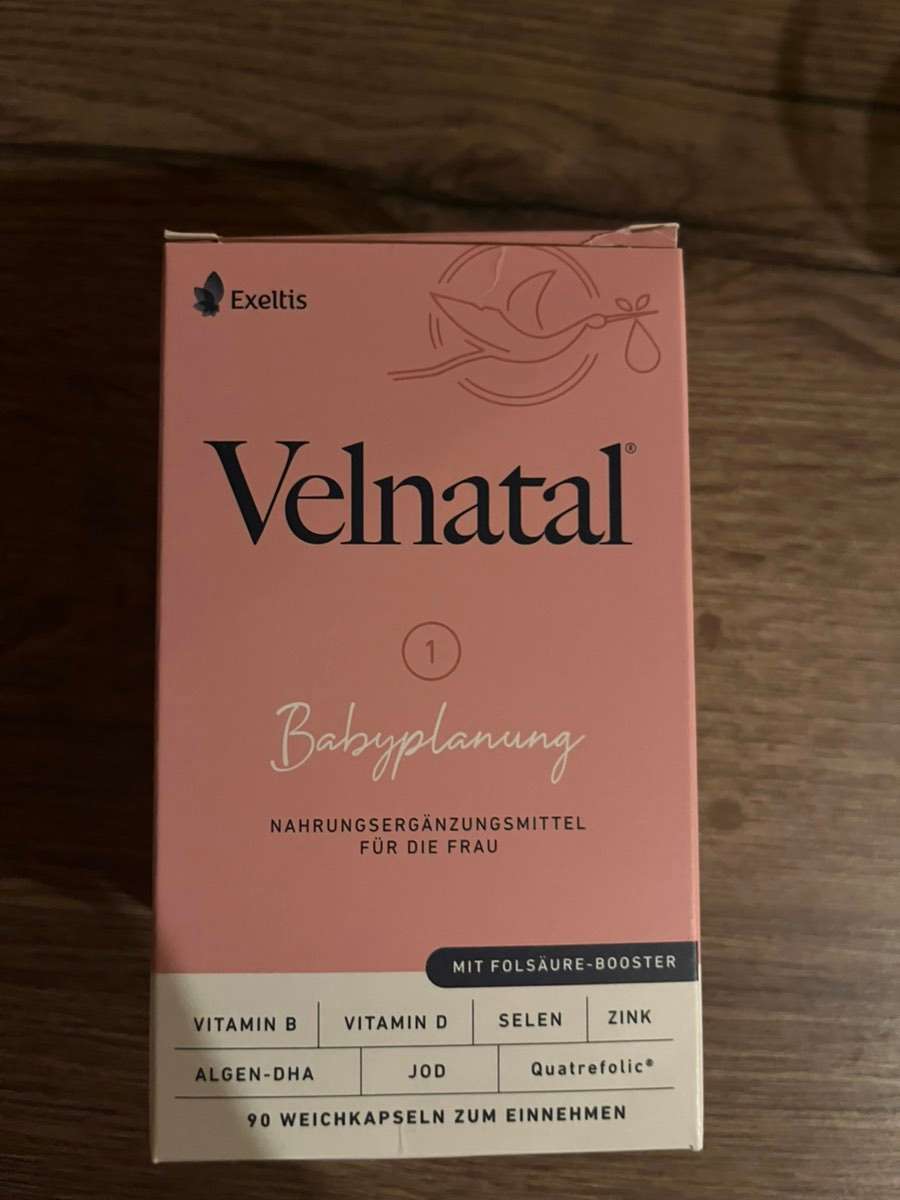 Exeltis
Velnatal®
1
Babyplanung
NAHRUNGSERGÄNZUNGSMITTEL
FÜR DIE FRAU
MIT FOLSÄURE-BOOSTER
VITAMIN B VITAMIN D SELEN ZINK
ALGEN-DHA JOD Quatrefolic®
90 WEICHKAPSELN ZUM EINNEHMEN